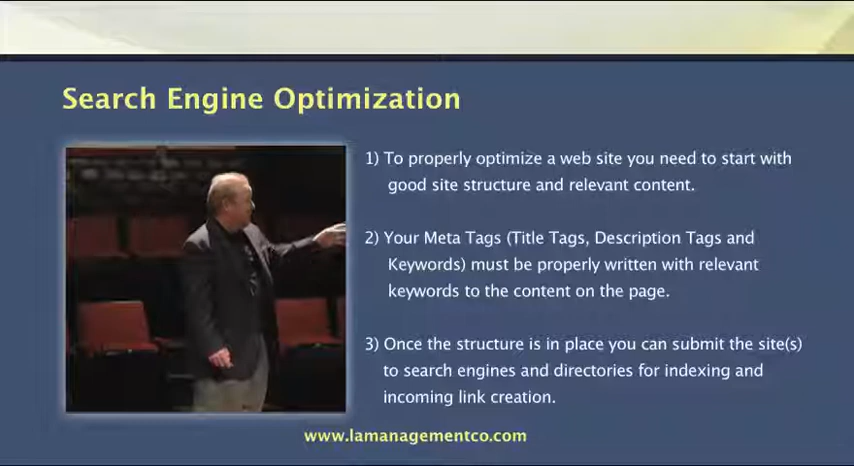 Search Engine Optimization
1) To properly optimize a web site you need to start with
good site structure and relevant content.
2) Your Meta Tags (Title Tags, Description Tags and
Keywords) must be properly written with relevant
keywords to the content on the page.
3) Once the structure is in place you can submit the site(s)
to search engines and directories for indexing and
incoming link creation.
www.lamanagementco.com